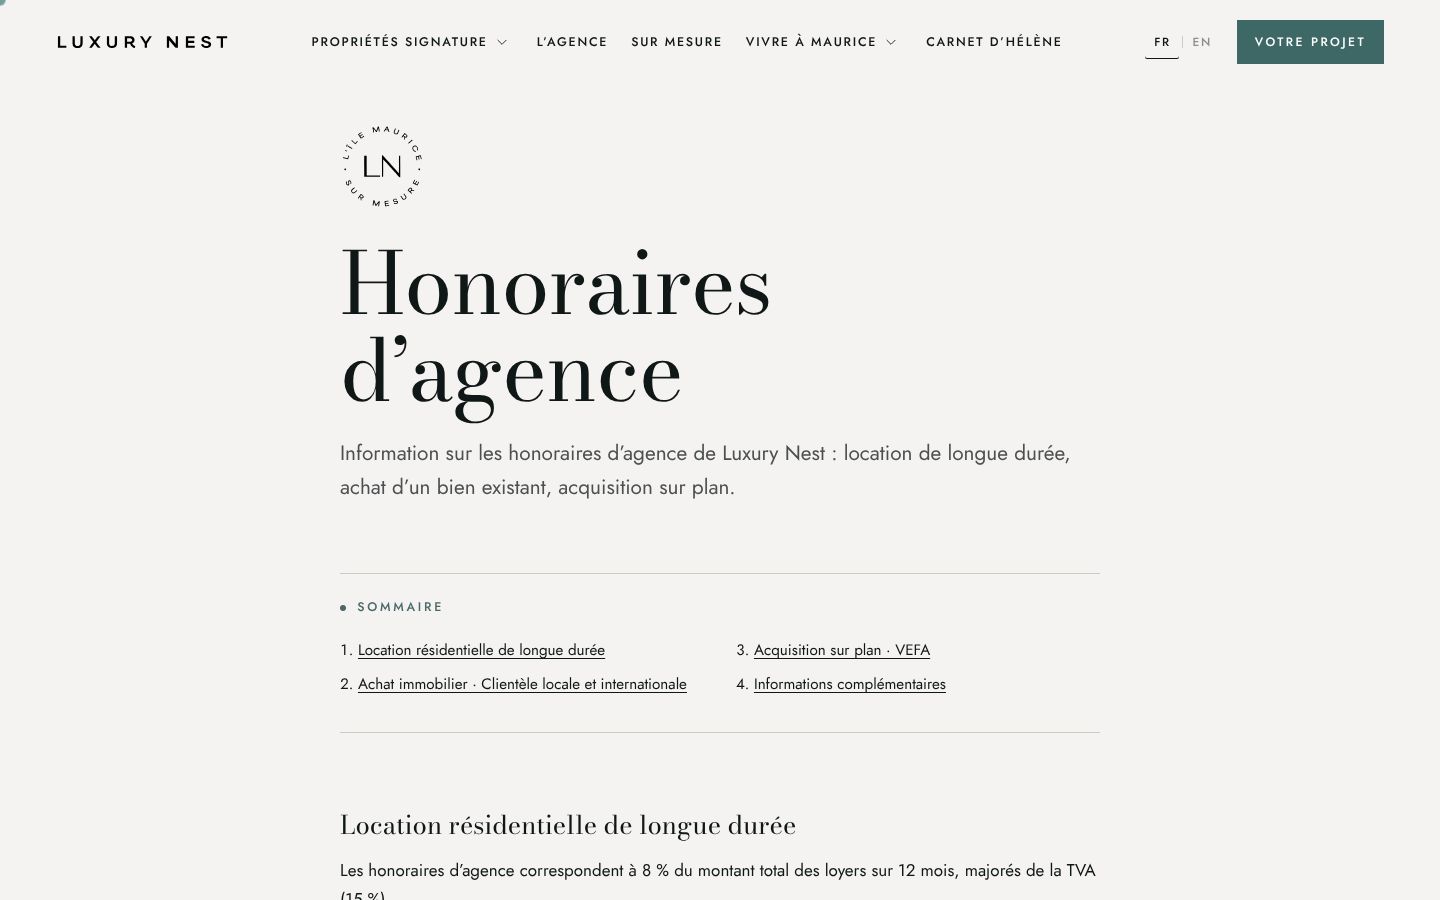 LUXURY NEST
PROPRIÉTÉS SIGNATURE
L’AGENCE
SUR MESURE
VIVRE À MAURICE
CARNET D’HÉLÈNE
FR
EN
VOTRE PROJET
L’ÎLE MAURICE
LN
SUR MESURE
Honoraires
d’agence
Information sur les honoraires d’agence de Luxury Nest : location de longue durée,
achat d’un bien existant, acquisition sur plan.
SOMMAIRE
1. Location résidentielle de longue durée
2. Achat immobilier · Clientèle locale et internationale
3. Acquisition sur plan · VEFA
4. Informations complémentaires
Location résidentielle de longue durée
Les honoraires d’agence correspondent à 8 % du montant total des loyers sur 12 mois, majorés de la TVA
(15 %).